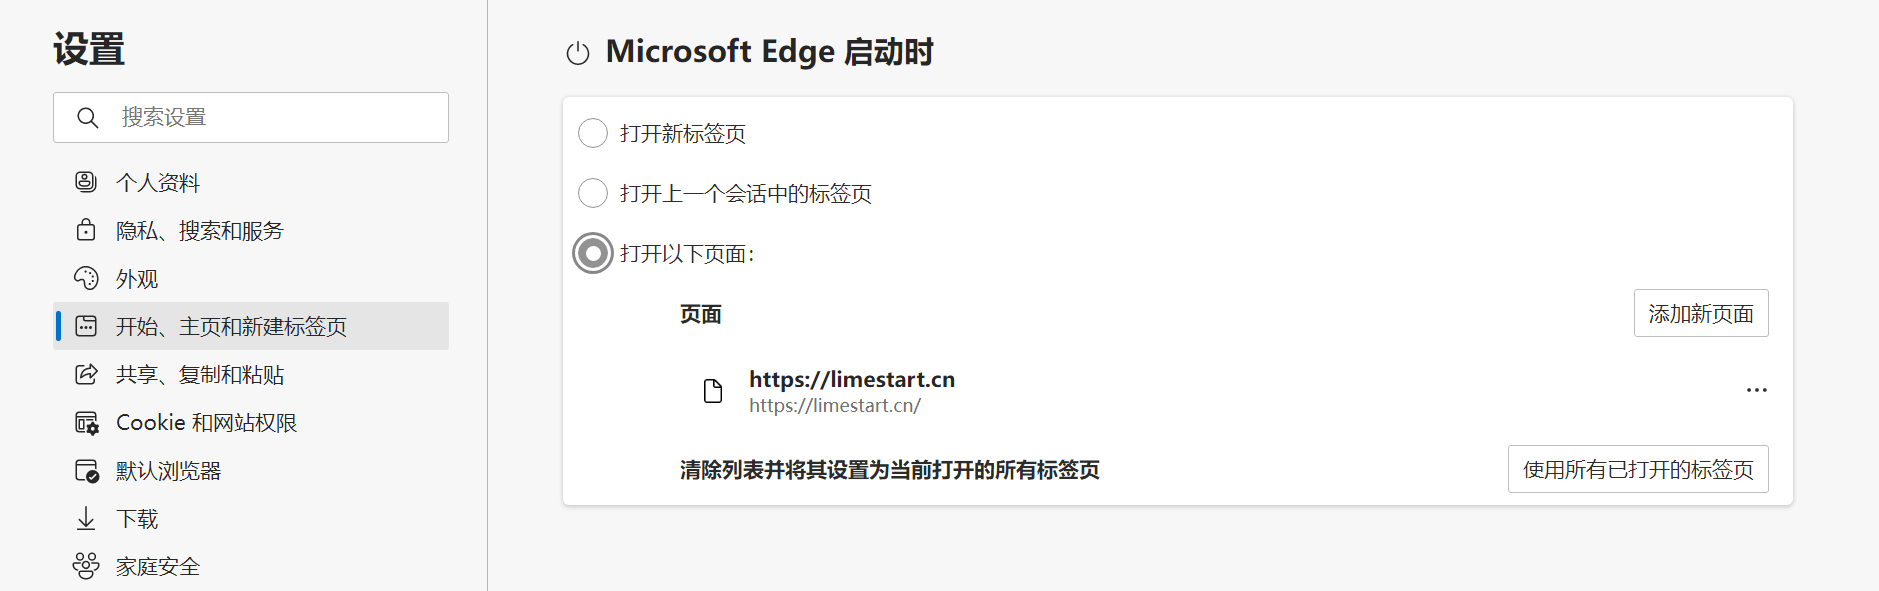 设置
搜索设置
个人资料
隐私、搜索和服务
外观
开始、主页和新建标签页
共享、复制和粘贴
Cookie 和网站权限
默认浏览器
下载
家庭安全
Microsoft Edge 启动时
打开新标签页
打开上一个会话中的标签页
打开以下页面：
页面
添加新页面
https://limestart.cn
https://limestart.cn/
清除列表并将其设置为当前打开的所有标签页
使用所有已打开的标签页